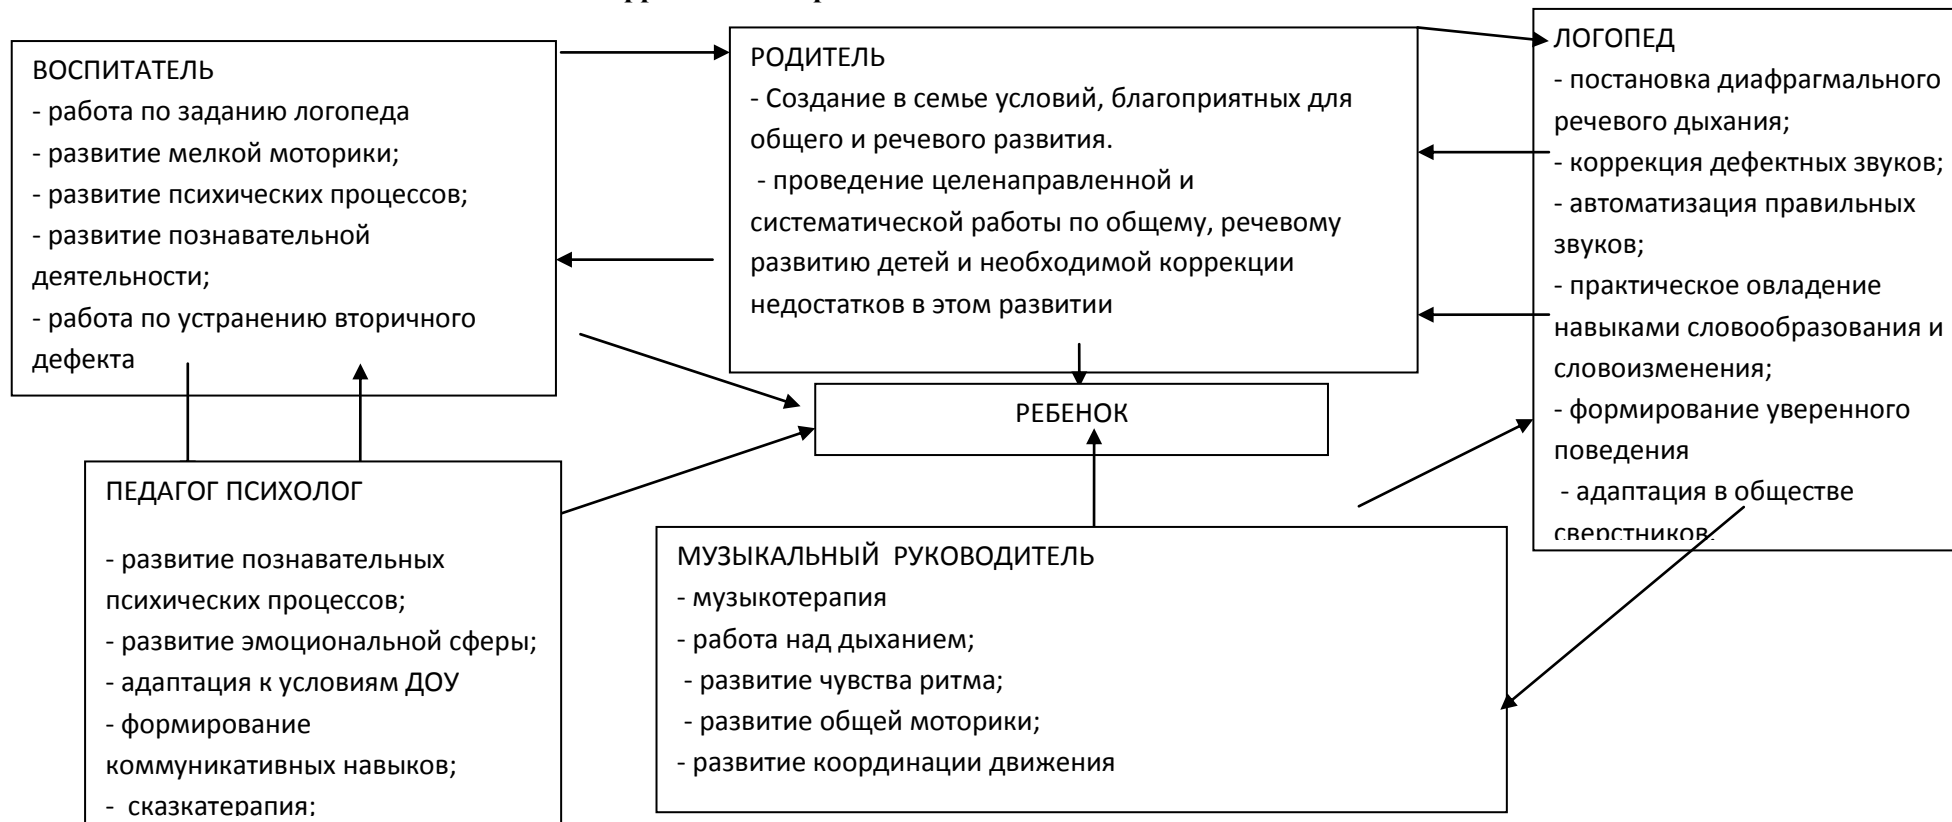 ВОСПИТАТЕЛЬ
- работа по заданию логопеда
- развитие мелкой моторики;
- развитие психических процессов;
- развитие познавательной
деятельности;
- работа по устранению вторичного
дефекта
РОДИТЕЛЬ
- Создание в семье условий, благоприятных для
общего и речевого развития.
- проведение целенаправленной и
систематической работы по общему, речевому
развитию детей и необходимой коррекции
недостатков в этом развитии
ЛОГОПЕД
- постановка диафрагмального
речевого дыхания;
- коррекция дефектных звуков;
- автоматизация правильных
звуков;
- практическое овладение
навыками словообразования и
словоизменения;
- формирование уверенного
поведения
- адаптация в обществе
сверстников.
РЕБЕНОК
ПЕДАГОГ ПСИХОЛОГ
- развитие познавательных
психических процессов;
- развитие эмоциональной сферы;
- адаптация к условиям ДОУ
- формирование
коммуникативных навыков;
- сказкатерапия;
МУЗЫКАЛЬНЫЙ РУКОВОДИТЕЛЬ
- музыкотерапия
- работа над дыханием;
- развитие чувства ритма;
- развитие общей моторики;
- развитие координации движения